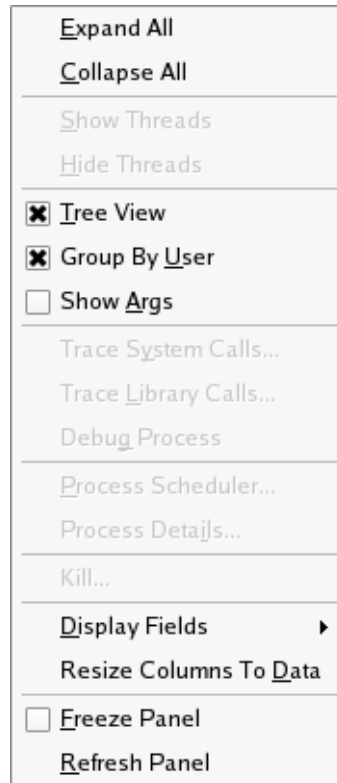 Expand All
Collapse All
Show Threads
Hide Threads
Tree View
Group By User
Show Args
Trace System Calls...
Trace Library Calls...
Debug Process
Process Scheduler...
Process Details...
Kill...
Display Fields
Resize Columns To Data
Freeze Panel
Refresh Panel